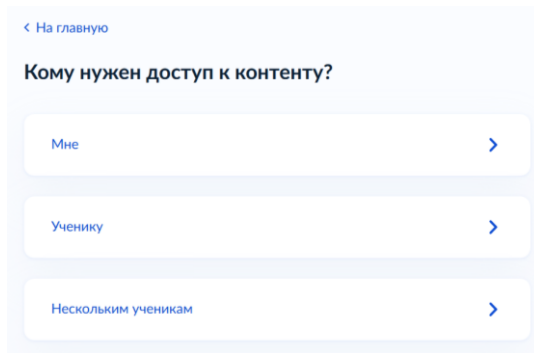 На главную
Кому нужен доступ к контенту?
Мне
Ученику
Нескольким ученикам